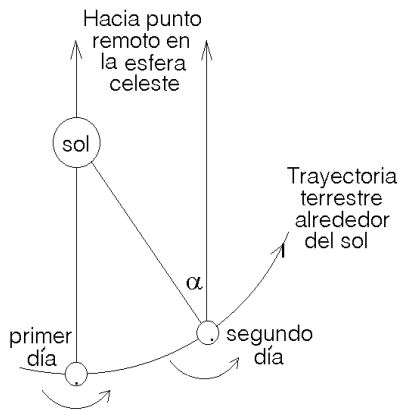 Hacia punto
remoto en
la esfera
celeste
sol
Trayectoria
terrestre
alrededor
del sol
α
primer
día
segundo
día